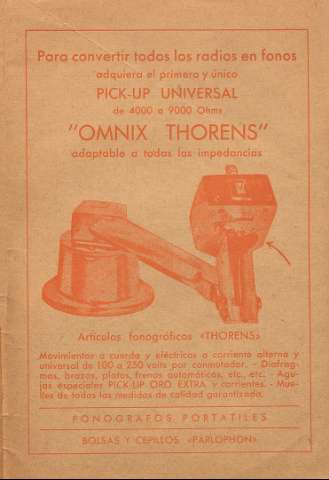 Para convertir todos los radios en fonos
adquiera el primero y único
PICK-UP UNIVERSAL
de 4000 a 9000 Ohms
"OMNIX THORENS"
adaptable a todas las impedancias
Artículos fonográficos «THORENS»
Movimientos a cuerda y eléctricos a corriente alterna y
universal de 100 a 250 volts por conmutador. - Diafrag-
mas, brazos, platos, frenos automáticos, etc., etc. - Agu-
jas especiales PICK-UP ORO EXTRA y corrientes. - Mue-
lles de todas las medidas de calidad garantizada.
FONOGRAFOS PORTATILES
BOLSAS Y CEPILLOS «PARLOPHON»